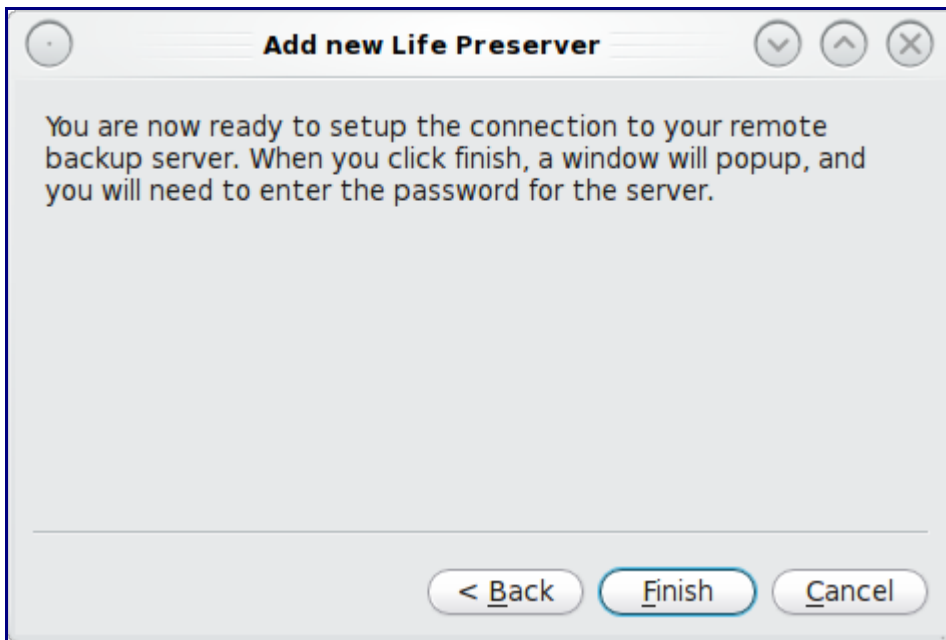 Add new Life Preserver
You are now ready to setup the connection to your remote
backup server. When you click finish, a window will popup, and
you will need to enter the password for the server.
< Back
Finish
Cancel